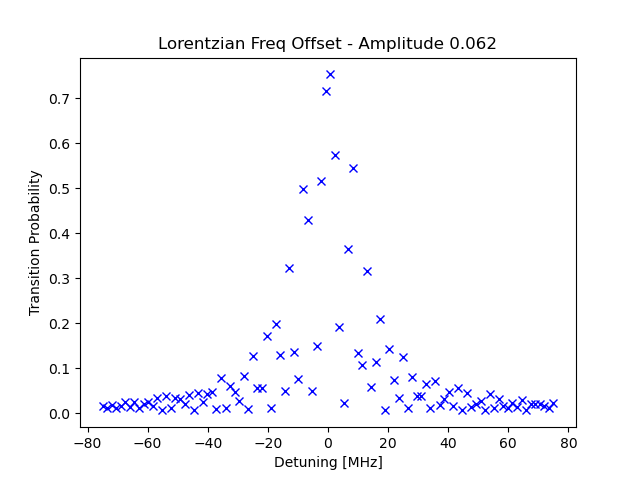 Lorentzian Freq Offset - Amplitude 0.062
Transition Probability
0.7
0.6
0.5
0.4
0.3
0.2
0.1
0.0
−80 −60 −40 −20 0 20 40 60 80
Detuning [MHz]